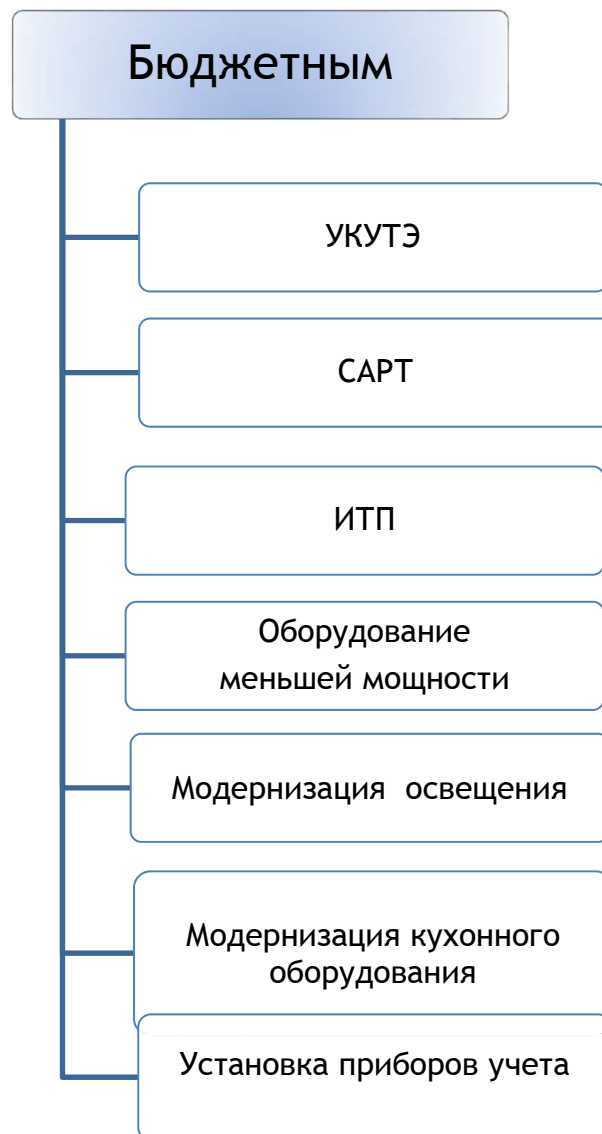 Бюджетным
УКУТЭ
САРТ
ИТП
Оборудование
меньшей мощности
Модернизация освещения
Модернизация кухонного
оборудования
Установка приборов учета